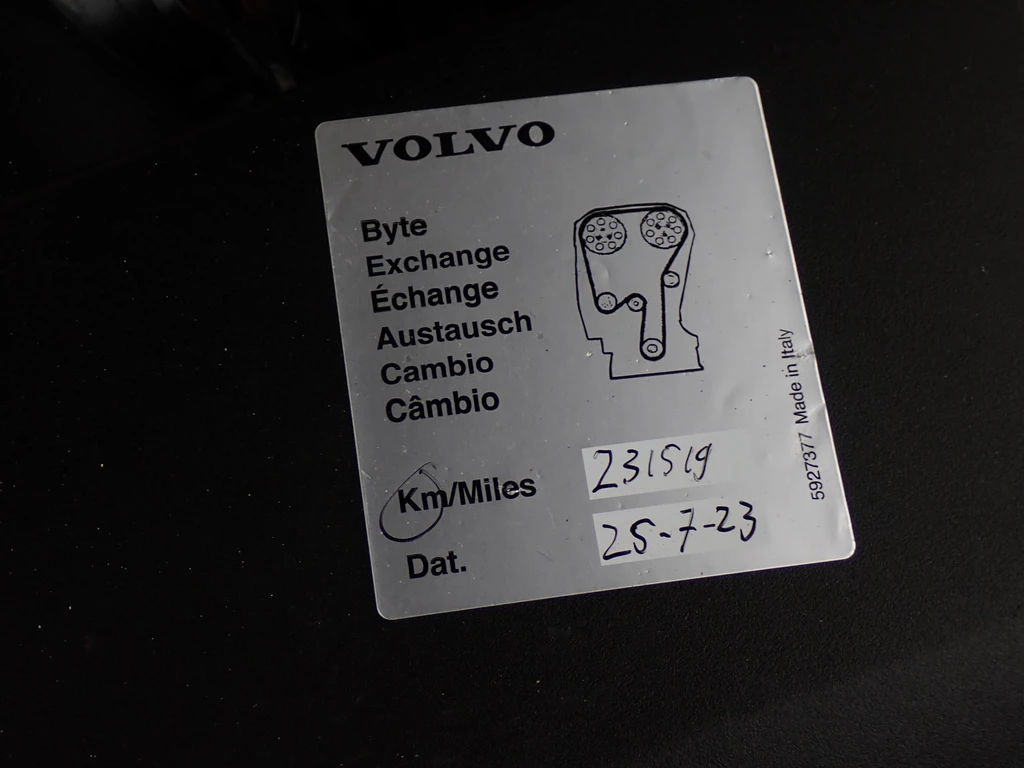 VOLVO
Byte
Exchange
Échange
Austausch
Cambio
Câmbio
Km/Miles 231519
Dat. 25-7-23
5927377 Made in Italy